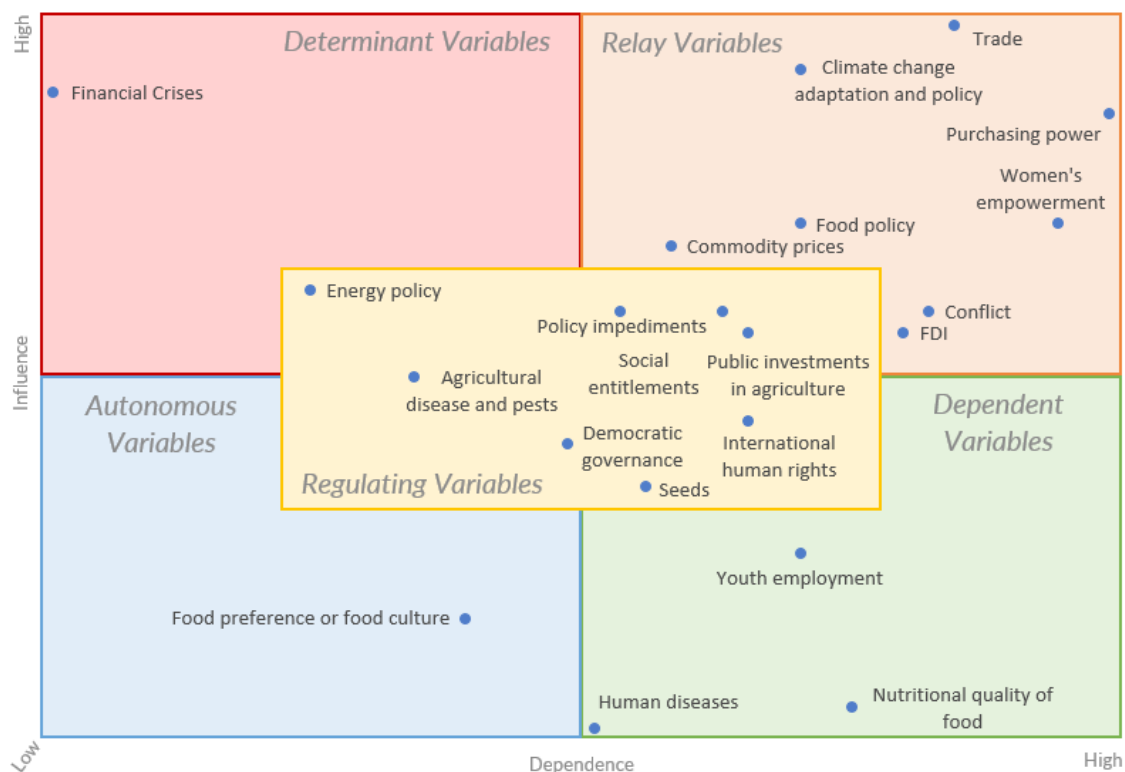 High
Determinant Variables
Relay Variables
Trade
Climate change
adaptation and policy
Financial Crises
Purchasing power
Women's
empowerment
Food policy
Commodity prices
Energy policy
Conflict
Policy impediments
FDI
Social
entitlements
Public investments
in agriculture
Influence
Agricultural
disease and pests
Autonomous
Variables
Dependent
Variables
Democratic
governance
International
human rights
Regulating Variables
Seeds
Youth employment
Food preference or food culture
Human diseases
Nutritional quality of
food
Low
Dependence
High